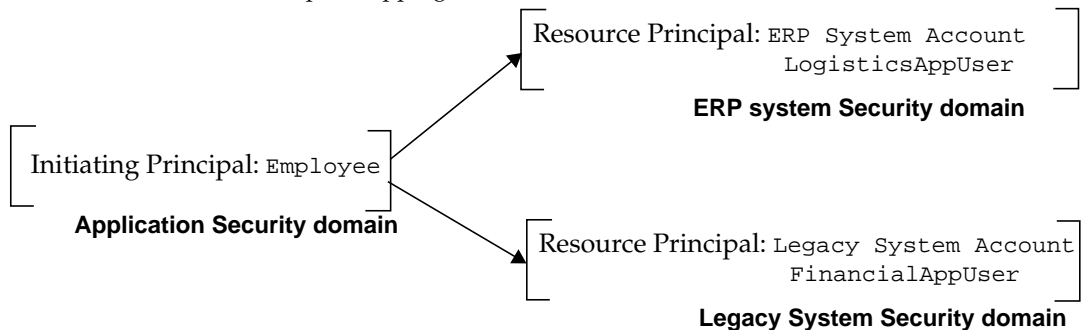 Resource Principal: ERP System Account
LogisticsAppUser
ERP system Security domain
Initiating Principal: Employee
Application Security domain
Resource Principal: Legacy System Account
FinancialAppUser
Legacy System Security domain